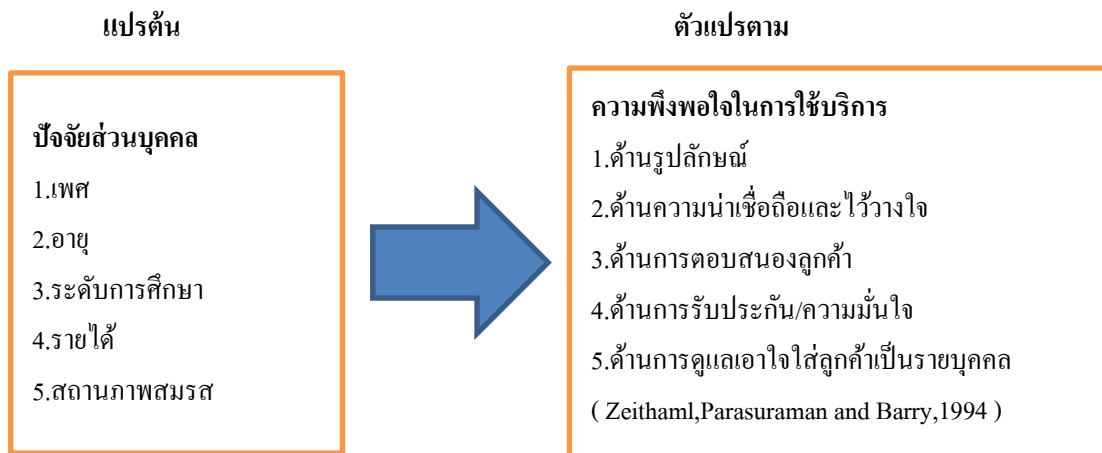 แปรต้น
ตัวแปรตาม
ปัจจัยส่วนบุคคล
1.เพศ
2.อายุ
3.ระดับการศึกษา
4.รายได้
5.สถานภาพสมรส
ความพึงพอใจในการใช้บริการ
1.ด้านรูปลักษณ์
2.ด้านความน่าเชื่อถือและไว้วางใจ
3.ด้านการตอบสนองลูกค้า
4.ด้านการรับประกัน/ความมั่นใจ
5.ด้านการดูแลเอาใจใส่ลูกค้าเป็นรายบุคคล
( Zeithaml,Parasuraman and Barry,1994 )